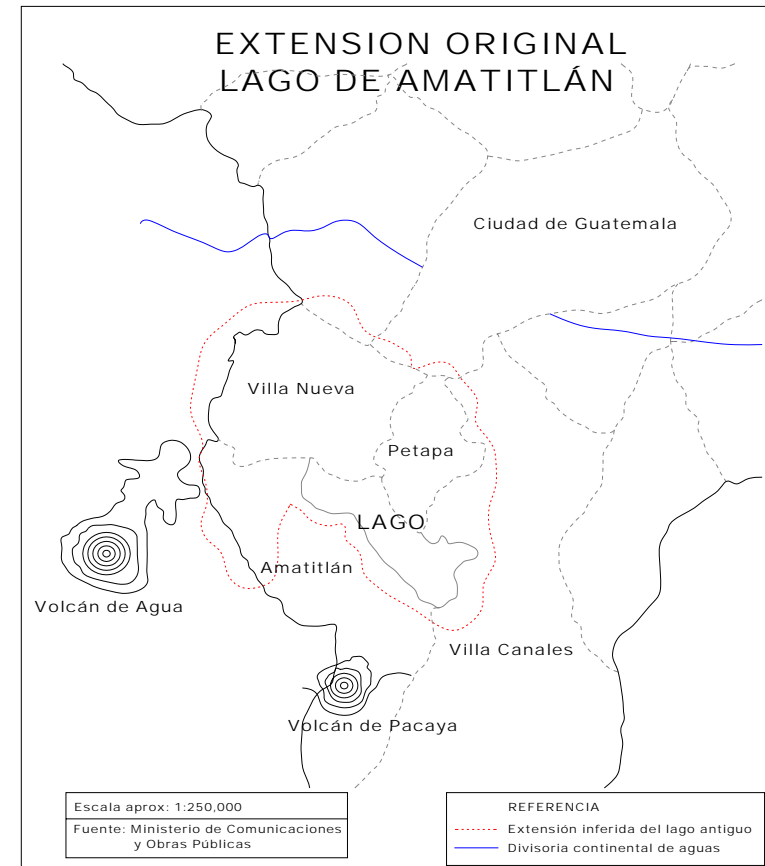 EXTENSION ORIGINAL
LAGO DE AMATITLÁN
Ciudad de Guatemala
Villa Nueva
Petapa
LAGO
Amatitlán
Volcán de Agua
Villa Canales
Volcán de Pacaya
Escala aprox: 1:250,000
Fuente: Ministerio de Comunicaciones
y Obras Públicas
REFERENCIA
Extensión inferida del lago antiguo
Divisoria continental de aguas